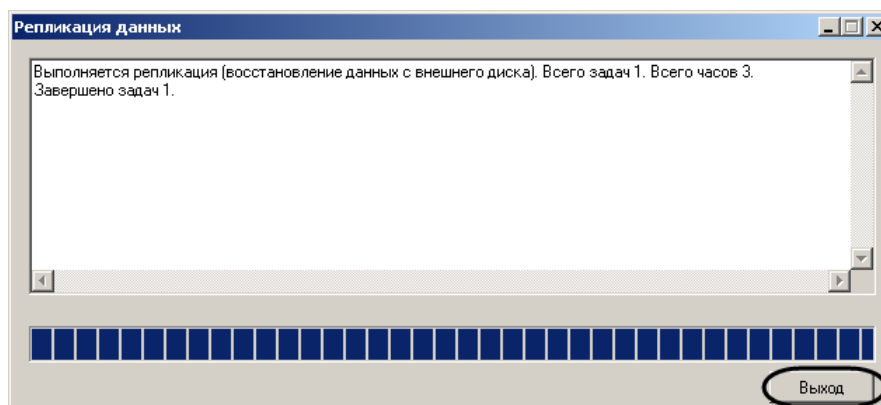 Репликация данных
Выполняется репликация (восстановление данных с внешнего диска). Всего задач 1. Всего часов 3.
Завершено задач 1.
Выход